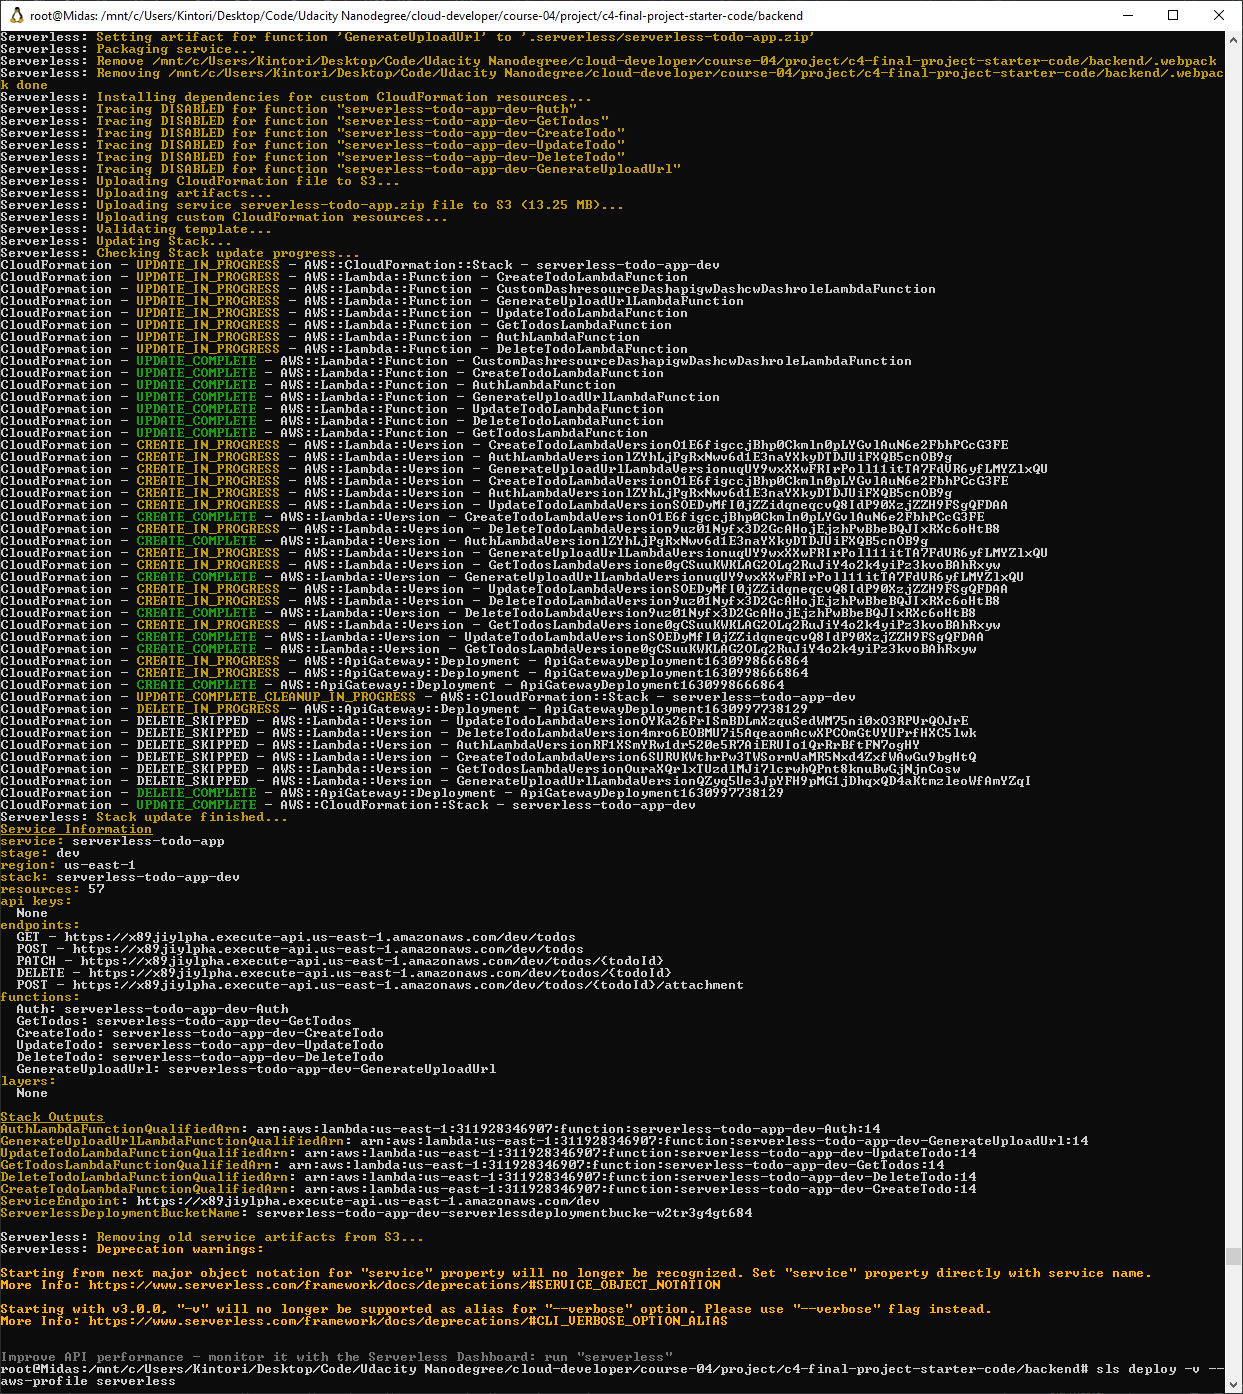 root@Midas: /mnt/c/Users/Kintori/Desktop/Code/Udacity Nanodegree/cloud-developer/course-04/project/c4-final-project-starter-code/backend
Serverless: Setting artifact for function 'GenerateUploadUrl' to '.serverless/serverless-todo-app.zip'
Serverless: Packaging service...
Serverless: Remove /mnt/c/Users/Kintori/Desktop/Code/Udacity Nanodegree/cloud-developer/course-04/project/c4-final-project-starter-code/backend/.webpack
Serverless: Removing /mnt/c/Users/Kintori/Desktop/Code/Udacity Nanodegree/cloud-developer/course-04/project/c4-final-project-starter-code/backend/.webpac
k done
Serverless: Installing dependencies for custom CloudFormation resources...
Serverless: Tracing DISABLED for function "serverless-todo-app-dev-Auth"
Serverless: Tracing DISABLED for function "serverless-todo-app-dev-GetTodos"
Serverless: Tracing DISABLED for function "serverless-todo-app-dev-CreateTodo"
Serverless: Tracing DISABLED for function "serverless-todo-app-dev-UpdateTodo"
Serverless: Tracing DISABLED for function "serverless-todo-app-dev-DeleteTodo"
Serverless: Tracing DISABLED for function "serverless-todo-app-dev-GenerateUploadUrl"
Serverless: Uploading CloudFormation file to S3...
Serverless: Uploading artifacts...
Serverless: Uploading service serverless-todo-app.zip file to S3 (13.25 MB)...
Serverless: Uploading custom CloudFormation resources...
Serverless: Validating template...
Serverless: Updating Stack...
Serverless: Checking Stack update progress...
CloudFormation - UPDATE_IN_PROGRESS - AWS::CloudFormation::Stack - serverless-todo-app-dev
CloudFormation - UPDATE_IN_PROGRESS - AWS::Lambda::Function - CreateTodoLambdaFunction
CloudFormation - UPDATE_IN_PROGRESS - AWS::Lambda::Function - CustomDashresourceDashapigwDashcwDashroleLambdaFunction
CloudFormation - UPDATE_IN_PROGRESS - AWS::Lambda::Function - GenerateUploadUrlLambdaFunction
CloudFormation - UPDATE_IN_PROGRESS - AWS::Lambda::Function - UpdateTodoLambdaFunction
CloudFormation - UPDATE_IN_PROGRESS - AWS::Lambda::Function - GetTodosLambdaFunction
CloudFormation - UPDATE_IN_PROGRESS - AWS::Lambda::Function - AuthLambdaFunction
CloudFormation - UPDATE_IN_PROGRESS - AWS::Lambda::Function - DeleteTodoLambdaFunction
CloudFormation - UPDATE_COMPLETE - AWS::Lambda::Function - CustomDashresourceDashapigwDashcwDashroleLambdaFunction
CloudFormation - UPDATE_COMPLETE - AWS::Lambda::Function - CreateTodoLambdaFunction
CloudFormation - UPDATE_COMPLETE - AWS::Lambda::Function - AuthLambdaFunction
CloudFormation - UPDATE_COMPLETE - AWS::Lambda::Function - GenerateUploadUrlLambdaFunction
CloudFormation - UPDATE_COMPLETE - AWS::Lambda::Function - UpdateTodoLambdaFunction
CloudFormation - UPDATE_COMPLETE - AWS::Lambda::Function - DeleteTodoLambdaFunction
CloudFormation - UPDATE_COMPLETE - AWS::Lambda::Function - GetTodosLambdaFunction
CloudFormation - CREATE_IN_PROGRESS - AWS::Lambda::Version - CreateTodoLambdaVersionO1E6figccjBhp0Ckmln0pLYGvlAuN6e2FbhPCcG3FE
CloudFormation - CREATE_IN_PROGRESS - AWS::Lambda::Version - AuthLambdaVersionlZYhLjPgRxNwv6d1E3naYXkyDTDJUiFXQB5cnOB9g
CloudFormation - CREATE_IN_PROGRESS - AWS::Lambda::Version - GenerateUploadUrlLambdaVersionuqUY9wxXXwFRIrPoll11itTA7FdVR6yfLMYZlxQU
CloudFormation - CREATE_IN_PROGRESS - AWS::Lambda::Version - CreateTodoLambdaVersionO1E6figccjBhp0Ckmln0pLYGvlAuN6e2FbhPCcG3FE
CloudFormation - CREATE_IN_PROGRESS - AWS::Lambda::Version - AuthLambdaVersionlZYhLjPgRxNwv6d1E3naYXkyDTDJUiFXQB5cnOB9g
CloudFormation - CREATE_IN_PROGRESS - AWS::Lambda::Version - UpdateTodoLambdaVersionSOEDyMfI0jZZidqneqcvQ8IdP90XzjZZH9FSgQFDAA
CloudFormation - CREATE_COMPLETE - AWS::Lambda::Version - CreateTodoLambdaVersionO1E6figccjBhp0Ckmln0pLYGvlAuN6e2FbhPCcG3FE
CloudFormation - CREATE_IN_PROGRESS - AWS::Lambda::Version - DeleteTodoLambdaVersion9uz01Nyfx3D2GcAHojEjzhPwBbeBQJIxRXc6oHtB8
CloudFormation - CREATE_COMPLETE - AWS::Lambda::Version - AuthLambdaVersionlZYhLjPgRxNwv6d1E3naYXkyDTDJUiFXQB5cnOB9g
CloudFormation - CREATE_IN_PROGRESS - AWS::Lambda::Version - GenerateUploadUrlLambdaVersionuqUY9wxXXwFRIrPoll11itTA7FdVR6yfLMYZlxQU
CloudFormation - CREATE_IN_PROGRESS - AWS::Lambda::Version - GetTodosLambdaVersione0gCSuuKWKLAG2OLq2RuJiY4o2k4yiPz3kvoBAhRxyw
CloudFormation - CREATE_COMPLETE - AWS::Lambda::Version - GenerateUploadUrlLambdaVersionuqUY9wxXXwFRIrPoll11itTA7FdVR6yfLMYZlxQU
CloudFormation - CREATE_IN_PROGRESS - AWS::Lambda::Version - UpdateTodoLambdaVersionSOEDyMfI0jZZidqneqcvQ8IdP90XzjZZH9FSgQFDAA
CloudFormation - CREATE_IN_PROGRESS - AWS::Lambda::Version - DeleteTodoLambdaVersion9uz01Nyfx3D2GcAHojEjzhPwBbeBQJIxRXc6oHtB8
CloudFormation - CREATE_COMPLETE - AWS::Lambda::Version - DeleteTodoLambdaVersion9uz01Nyfx3D2GcAHojEjzhPwBbeBQJIxRXc6oHtB8
CloudFormation - CREATE_IN_PROGRESS - AWS::Lambda::Version - GetTodosLambdaVersione0gCSuuKWKLAG2OLq2RuJiY4o2k4yiPz3kvoBAhRxyw
CloudFormation - CREATE_COMPLETE - AWS::Lambda::Version - UpdateTodoLambdaVersionSOEDyMfI0jZZidqneqcvQ8IdP90XzjZZH9FSgQFDAA
CloudFormation - CREATE_COMPLETE - AWS::Lambda::Version - GetTodosLambdaVersione0gCSuuKWKLAG2OLq2RuJiY4o2k4yiPz3kvoBAhRxyw
CloudFormation - CREATE_IN_PROGRESS - AWS::ApiGateway::Deployment - ApiGatewayDeployment1630998666864
CloudFormation - CREATE_IN_PROGRESS - AWS::ApiGateway::Deployment - ApiGatewayDeployment1630998666864
CloudFormation - CREATE_COMPLETE - AWS::ApiGateway::Deployment - ApiGatewayDeployment1630998666864
CloudFormation - UPDATE_COMPLETE_CLEANUP_IN_PROGRESS - AWS::CloudFormation::Stack - serverless-todo-app-dev
CloudFormation - DELETE_IN_PROGRESS - AWS::ApiGateway::Deployment - ApiGatewayDeployment1630997738129
CloudFormation - DELETE_SKIPPED - AWS::Lambda::Version - UpdateTodoLambdaVersionOYKa26FrISmBDLmXzquSedWM75ni0xO3RPVrQOJrE
CloudFormation - DELETE_SKIPPED - AWS::Lambda::Version - DeleteTodoLambdaVersion4mro6EOBMU7i5AqeaomAcwXPCOmGtVYUPrfHXC5lwk
CloudFormation - DELETE_SKIPPED - AWS::Lambda::Version - AuthLambdaVersionRF1XSmYRw1dr520e5R7AiERUIo1QrRrBftFN7ogHY
CloudFormation - DELETE_SKIPPED - AWS::Lambda::Version - CreateTodoLambdaVersion6SURVKWthrPw3TWSormVaMR5Nxd4ZxfWAwGu9bgHtQ
CloudFormation - DELETE_SKIPPED - AWS::Lambda::Version - GetTodosLambdaVersionOuraXQrlxTUzdlMJi7lcrwhQPnt8knuBwGjNjnCosw
CloudFormation - DELETE_SKIPPED - AWS::Lambda::Version - GenerateUploadUrlLambdaVersionQZyq5Ue3JpYFH9pMG1jDhqxQD4aKtmzleoWfAmYZqI
CloudFormation - DELETE_COMPLETE - AWS::ApiGateway::Deployment - ApiGatewayDeployment1630997738129
CloudFormation - UPDATE_COMPLETE - AWS::CloudFormation::Stack - serverless-todo-app-dev
Serverless: Stack update finished...
Service Information
service: serverless-todo-app
stage: dev
region: us-east-1
stack: serverless-todo-app-dev
resources: 57
api keys:
  None
endpoints:
  GET - https://x89jiylpha.execute-api.us-east-1.amazonaws.com/dev/todos
  POST - https://x89jiylpha.execute-api.us-east-1.amazonaws.com/dev/todos
  PATCH - https://x89jiylpha.execute-api.us-east-1.amazonaws.com/dev/todos/{todoId}
  DELETE - https://x89jiylpha.execute-api.us-east-1.amazonaws.com/dev/todos/{todoId}
  POST - https://x89jiylpha.execute-api.us-east-1.amazonaws.com/dev/todos/{todoId}/attachment
functions:
  Auth: serverless-todo-app-dev-Auth
  GetTodos: serverless-todo-app-dev-GetTodos
  CreateTodo: serverless-todo-app-dev-CreateTodo
  UpdateTodo: serverless-todo-app-dev-UpdateTodo
  DeleteTodo: serverless-todo-app-dev-DeleteTodo
  GenerateUploadUrl: serverless-todo-app-dev-GenerateUploadUrl
layers:
  None
Stack Outputs
AuthLambdaFunctionQualifiedArn: arn:aws:lambda:us-east-1:311928346907:function:serverless-todo-app-dev-Auth:14
GenerateUploadUrlLambdaFunctionQualifiedArn: arn:aws:lambda:us-east-1:311928346907:function:serverless-todo-app-dev-GenerateUploadUrl:14
UpdateTodoLambdaFunctionQualifiedArn: arn:aws:lambda:us-east-1:311928346907:function:serverless-todo-app-dev-UpdateTodo:14
GetTodosLambdaFunctionQualifiedArn: arn:aws:lambda:us-east-1:311928346907:function:serverless-todo-app-dev-GetTodos:14
DeleteTodoLambdaFunctionQualifiedArn: arn:aws:lambda:us-east-1:311928346907:function:serverless-todo-app-dev-DeleteTodo:14
CreateTodoLambdaFunctionQualifiedArn: arn:aws:lambda:us-east-1:311928346907:function:serverless-todo-app-dev-CreateTodo:14
ServiceEndpoint: https://x89jiylpha.execute-api.us-east-1.amazonaws.com/dev
ServerlessDeploymentBucketName: serverless-todo-app-dev-serverlessdeploymentbucke-w2tr3g4gt684
Serverless: Removing old service artifacts from S3...
Serverless: Deprecation warnings:
Starting from next major object notation for "service" property will no longer be recognized. Set "service" property directly with service name.
More Info: https://www.serverless.com/framework/docs/deprecations/#SERVICE_OBJECT_NOTATION
Starting with v3.0.0, "-v" will no longer be supported as alias for "--verbose" option. Please use "--verbose" flag instead.
More Info: https://www.serverless.com/framework/docs/deprecations/#CLI_VERBOSE_OPTION_ALIAS
Improve API performance – monitor it with the Serverless Dashboard: run "serverless"
root@Midas:/mnt/c/Users/Kintori/Desktop/Code/Udacity Nanodegree/cloud-developer/course-04/project/c4-final-project-starter-code/backend# sls deploy -v --
aws-profile serverless